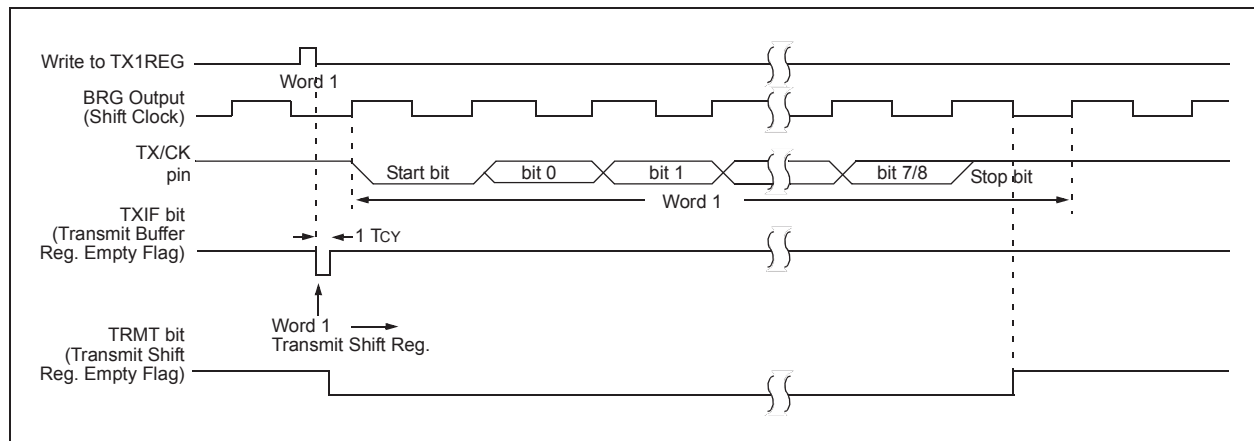 Write to TX1REG
Word 1
BRG Output
(Shift Clock)
TX/CK
pin
Start bit
bit 0
bit 1
bit 7/8
Stop bit
Word 1
TXIF bit
(Transmit Buffer
Reg. Empty Flag)
1 TCY
Word 1
Transmit Shift Reg.
TRMT bit
(Transmit Shift
Reg. Empty Flag)